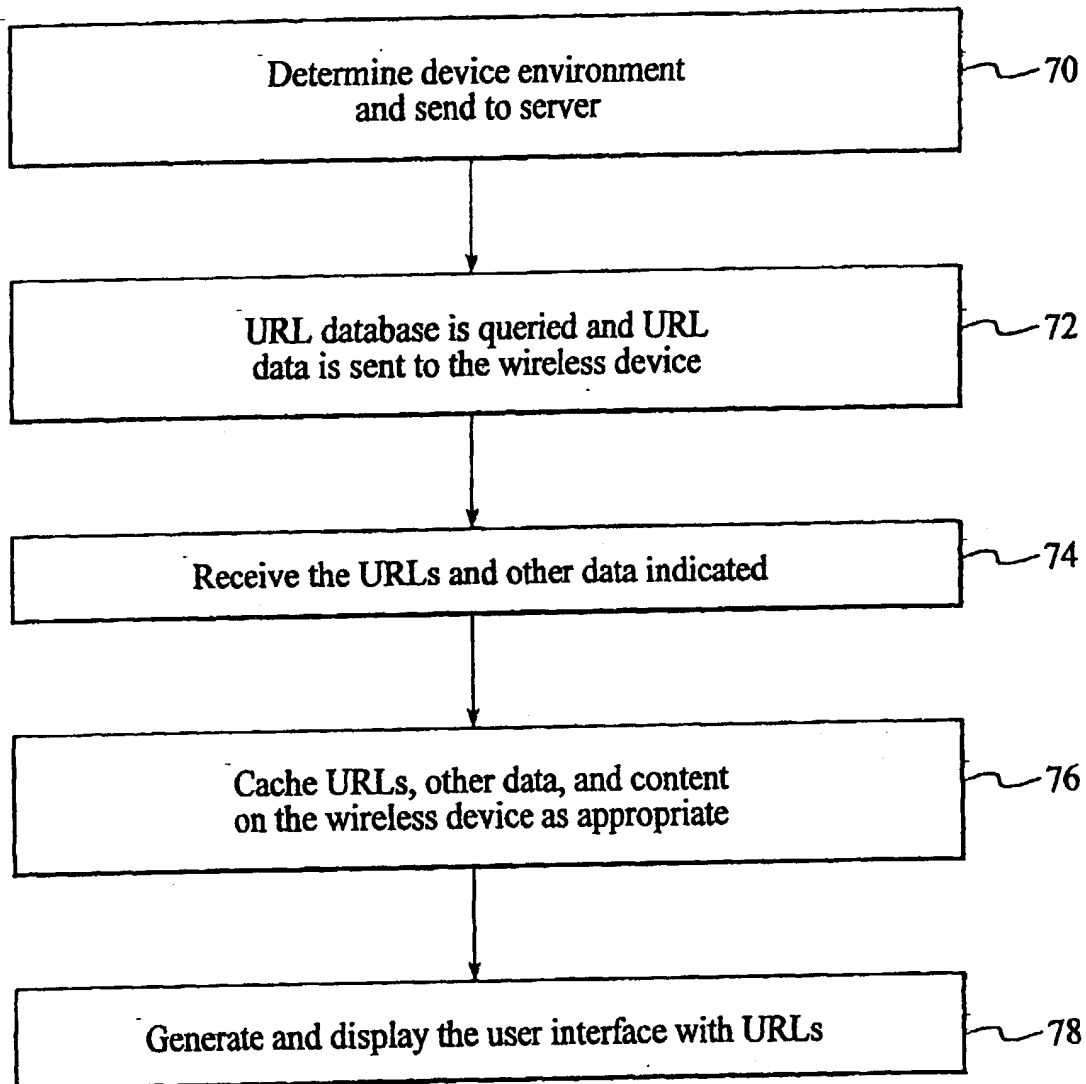 Determine device environment
and send to server
70
URL database is queried and URL
data is sent to the wireless device
72
Receive the URLs and other data indicated
74
Cache URLs, other data, and content
on the wireless device as appropriate
76
Generate and display the user interface with URLs
78